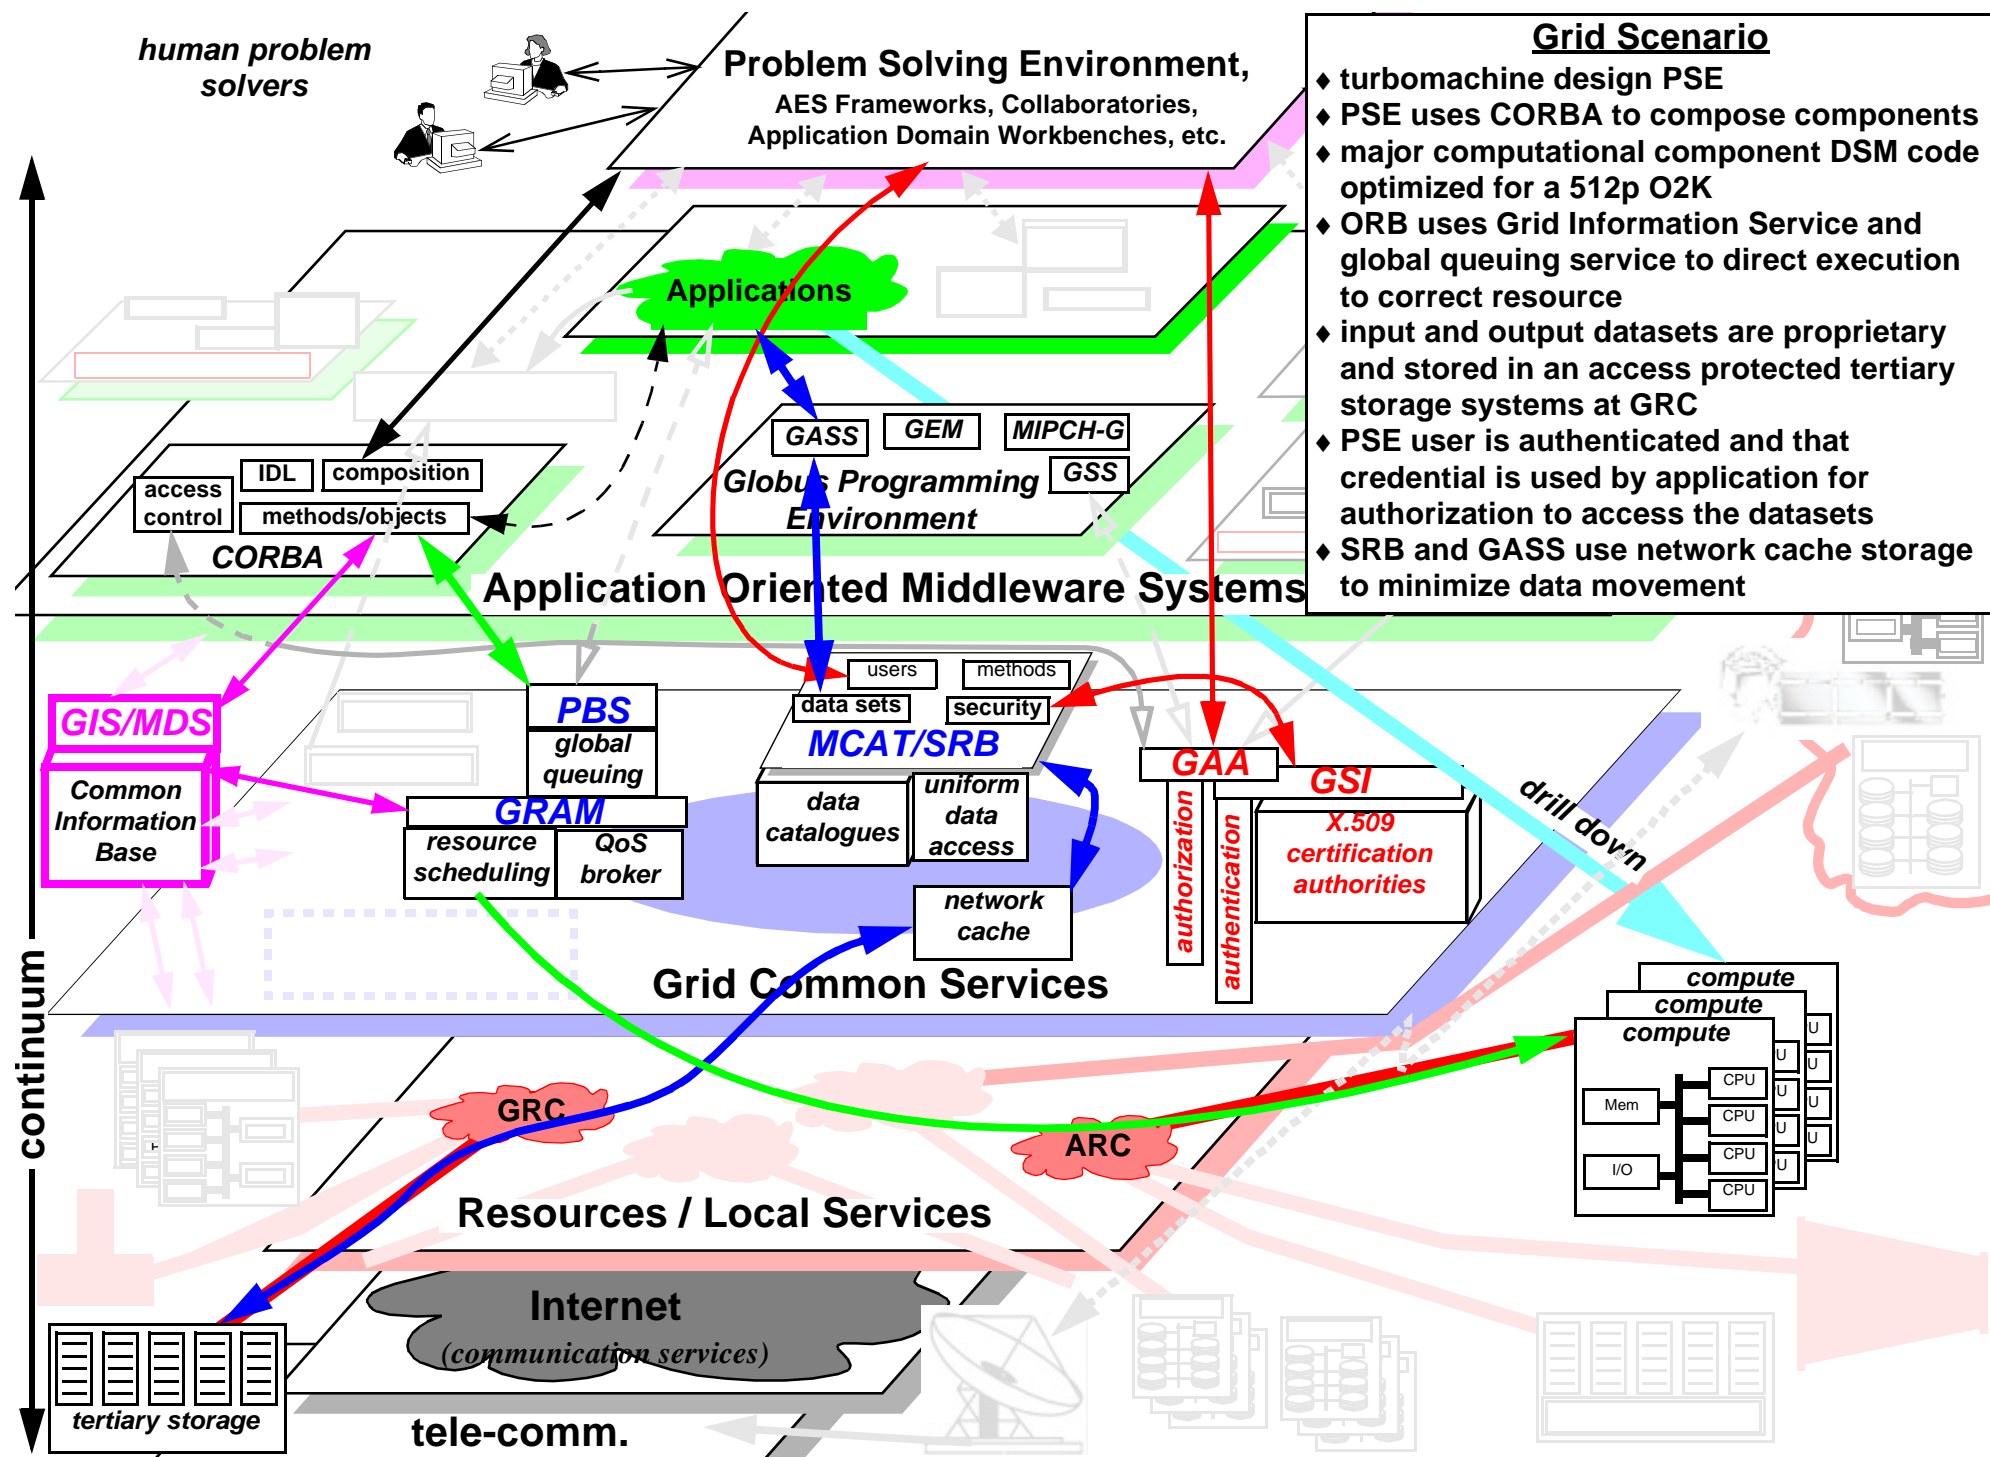 human problem
solvers
Problem Solving Environment,
AES Frameworks, Collaboratories,
Application Domain Workbenches, etc.
Grid Scenario
♦ turbomachine design PSE
♦ PSE uses CORBA to compose components
♦ major computational component DSM code
optimized for a 512p O2K
♦ ORB uses Grid Information Service and
global queuing service to direct execution
to correct resource
♦ input and output datasets are proprietary
and stored in an access protected tertiary
storage systems at GRC
♦ PSE user is authenticated and that
credential is used by application for
authorization to access the datasets
♦ SRB and GASS use network cache storage
to minimize data movement
Applications
GASS
GEM
MIPCH-G
GSS
Globus Programming
Environment
access
control
IDL
composition
methods/objects
CORBA
Application Oriented Middleware Systems
users
methods
data sets
security
MCAT/SRB
data
catalogues
uniform
data
access
network
cache
GIS/MDS
Common
Information
Base
PBS
global
queuing
GRAM
resource
scheduling
QoS
broker
GAA
authorization
authentication
GSI
X.509
certification
authorities
drill down
Grid Common Services
continuum
compute
compute
compute
Mem
I/O
CPU
CPU
CPU
CPU
U
U
U
U
U
U
U
U
GRC
ARC
Resources / Local Services
Internet
(communication services)
tertiary storage
tele-comm.